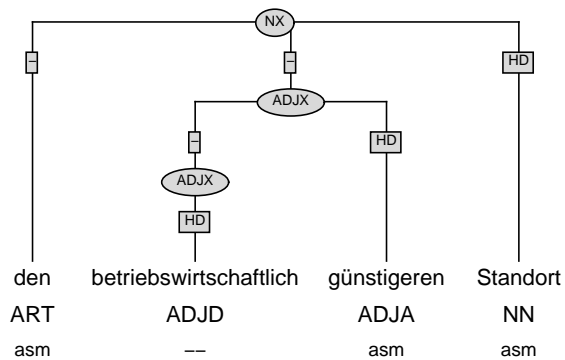 NX
– – HD
ADJX
– HD
ADJX
HD
den betriebswirtschaftlich günstigeren Standort
ART ADJD ADJA NN
asm –– asm asm